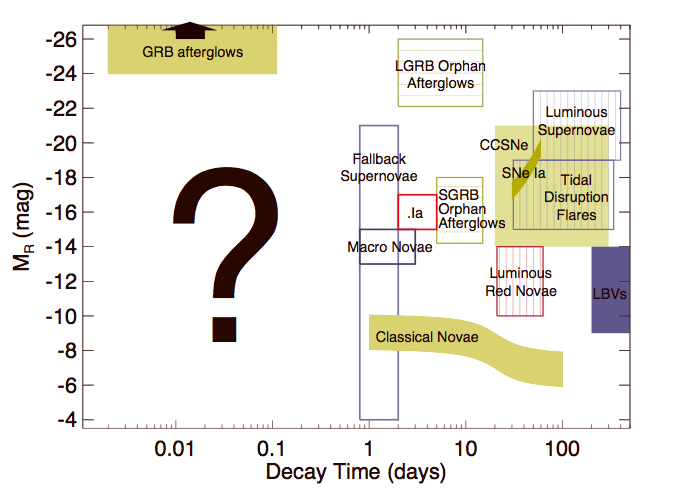 -26
-24
-22
-20
-18
-16
-14
-12
-10
-8
-6
-4
M_R (mag)
GRB afterglows
?
LGRB Orphan
Afterglows
Luminous
Supernovae
CCSNe
SNe Ia
Fallback
Supernovae
Tidal
Disruption
Flares
.Ia
SGRB
Orphan
Afterglows
Macro Novae
Luminous
Red Novae
LBVs
Classical Novae
0.01
0.1
1
10
100
Decay Time (days)